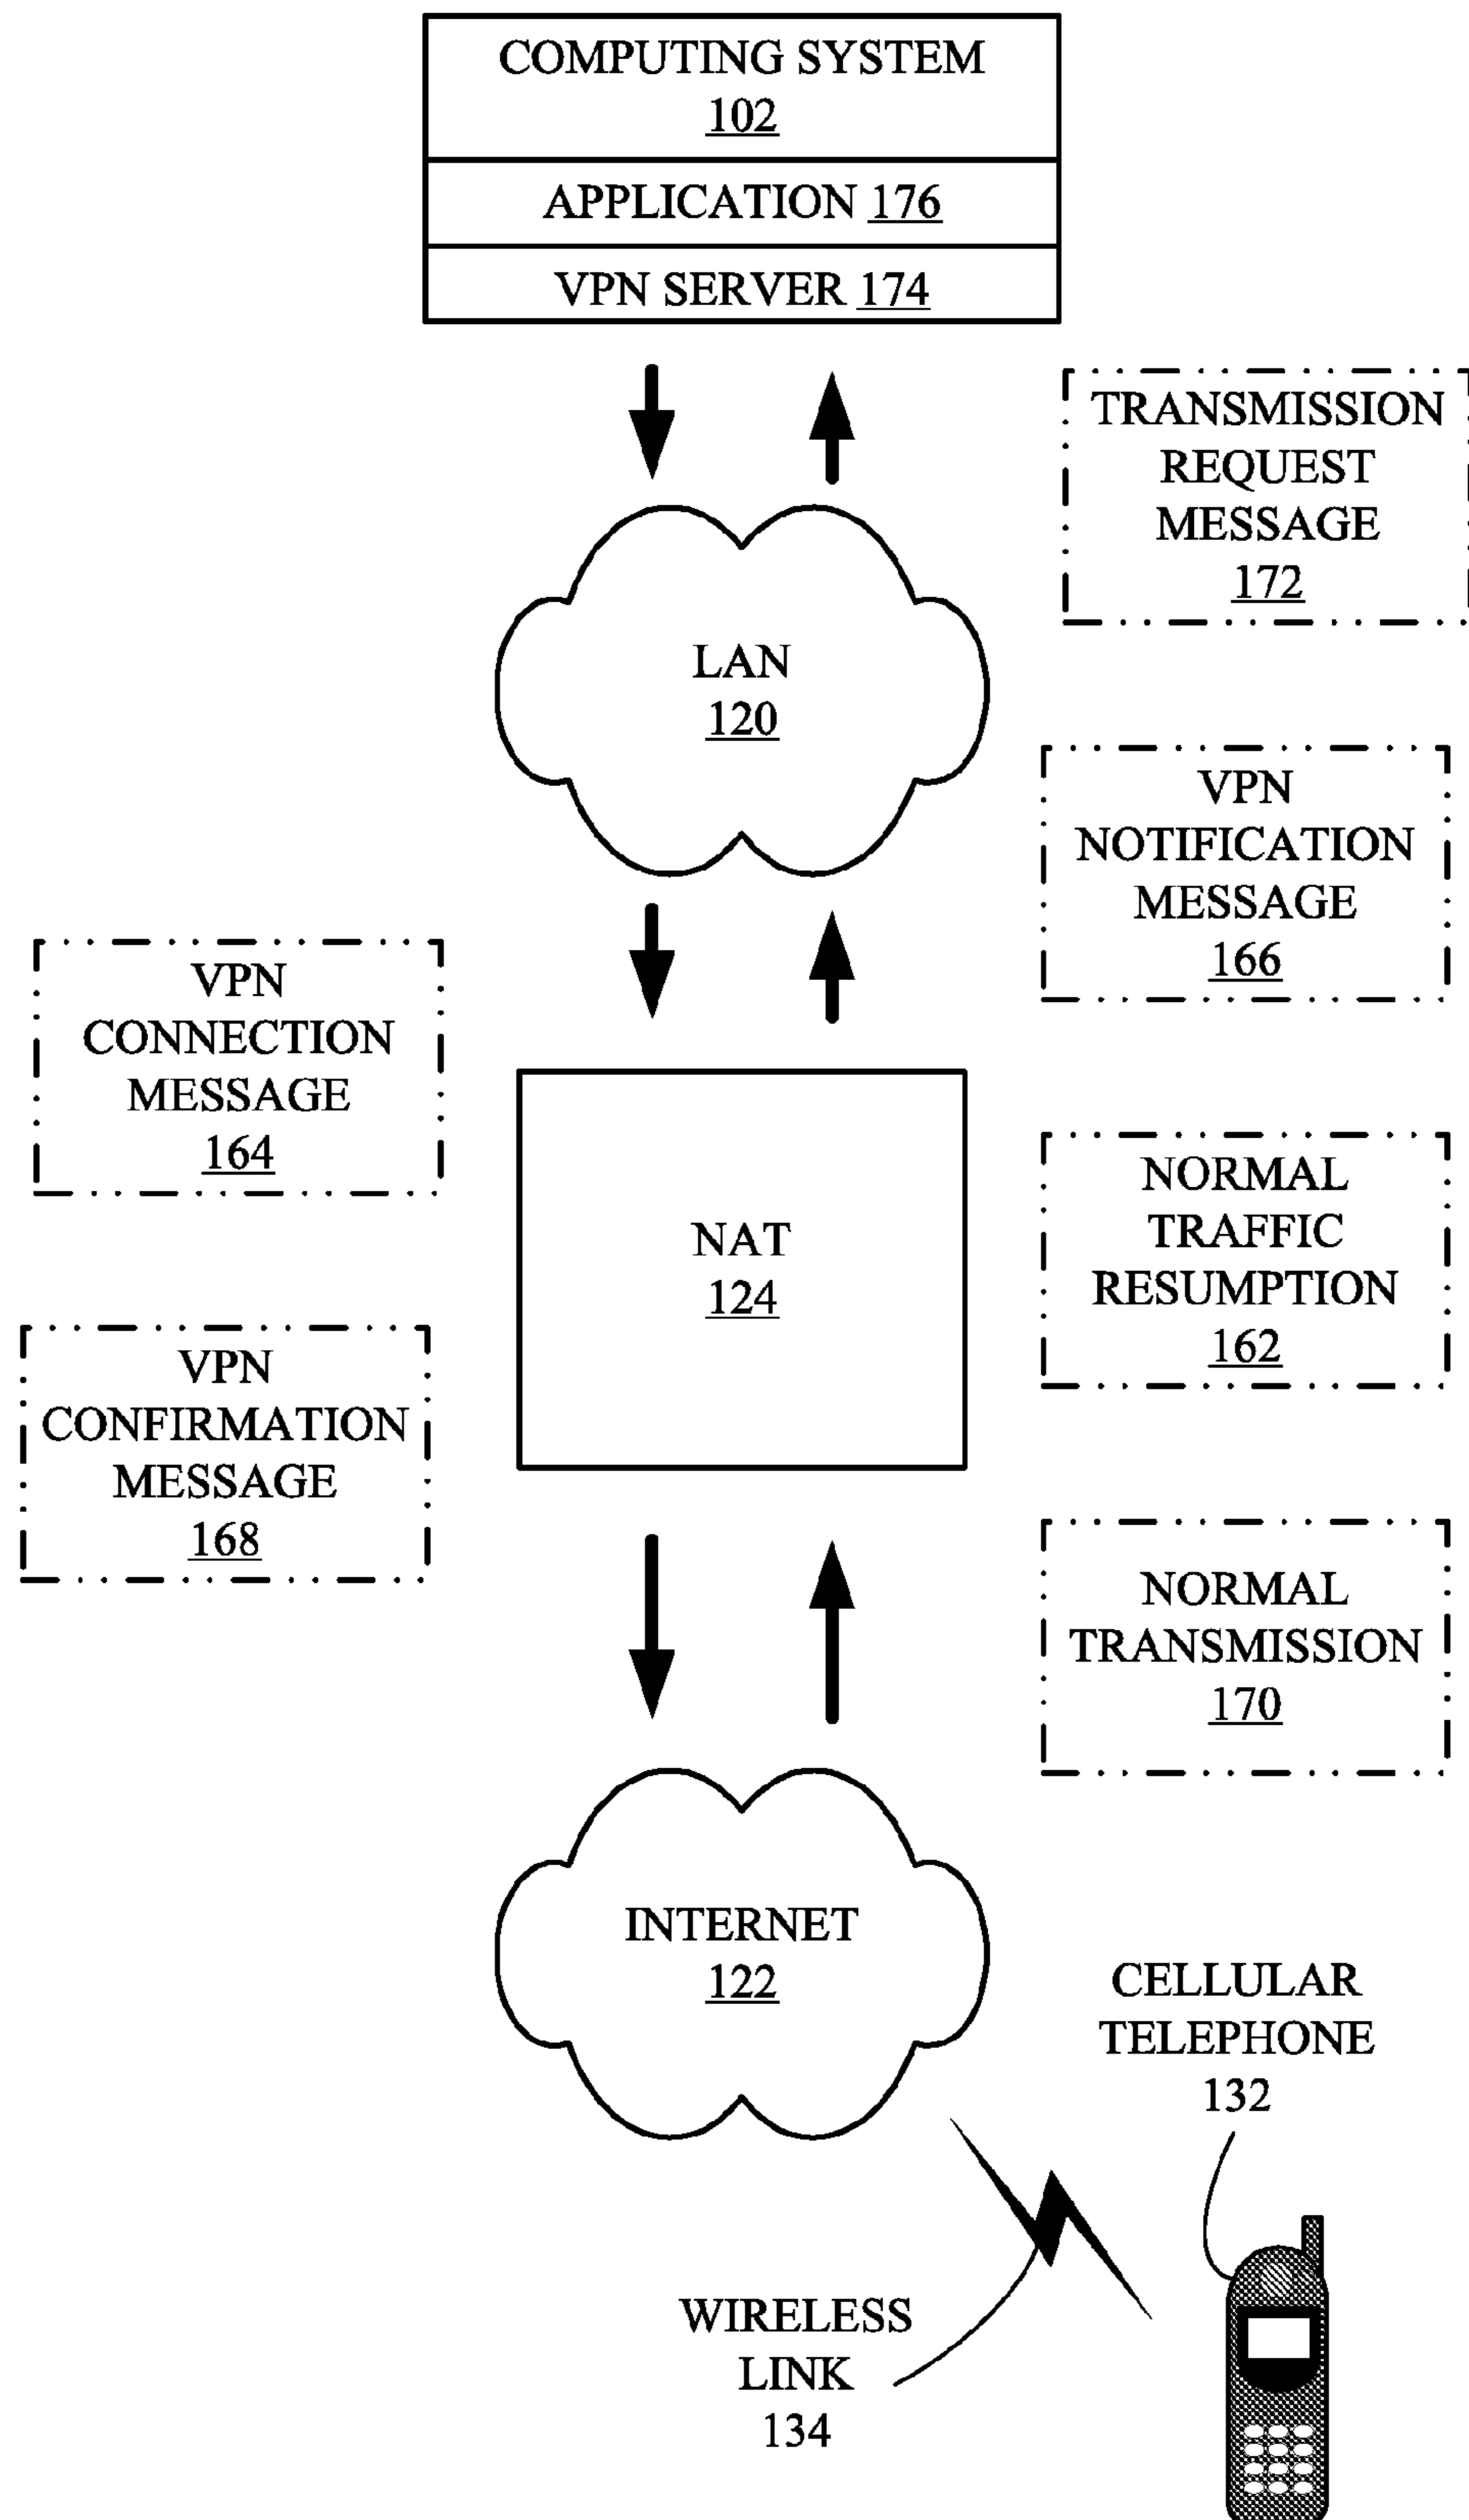 COMPUTING SYSTEM
102
APPLICATION 176
VPN SERVER 174
TRANSMISSION
REQUEST
MESSAGE
172
LAN
120
VPN
NOTIFICATION
MESSAGE
166
VPN
CONNECTION
MESSAGE
164
NAT
124
NORMAL
TRAFFIC
RESUMPTION
162
VPN
CONFIRMATION
MESSAGE
168
NORMAL
TRANSMISSION
170
INTERNET
122
CELLULAR
TELEPHONE
132
WIRELESS
LINK
134